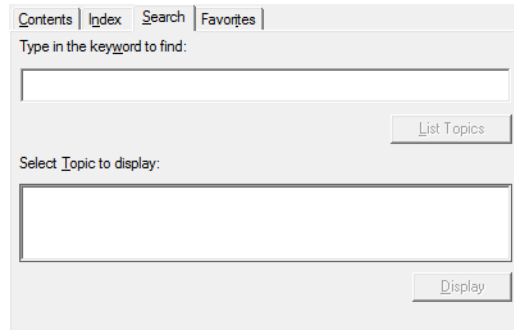 Contents Index Search Favorites
Type in the keyword to find:
List Topics
Select Topic to display:
Display